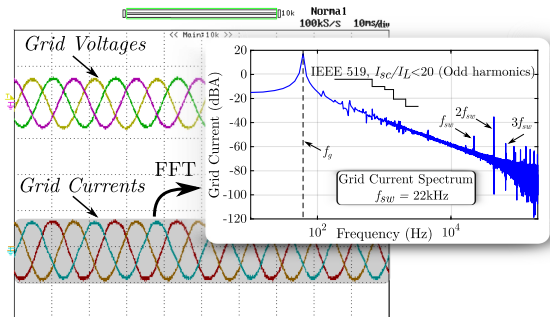 10k
Normal
100kS/s 10ms/div
<< Main:10k >>
Grid Voltages
Grid Currents
FFT
Grid Current (dBA)
20
0
-20
-40
-60
-80
-100
-120
IEEE 519, I_SC/I_L<20 (Odd harmonics)
f_g
f_sw
2f_sw
3f_sw
Grid Current Spectrum
f_sw = 22kHz
10^2
10^4
Frequency (Hz)